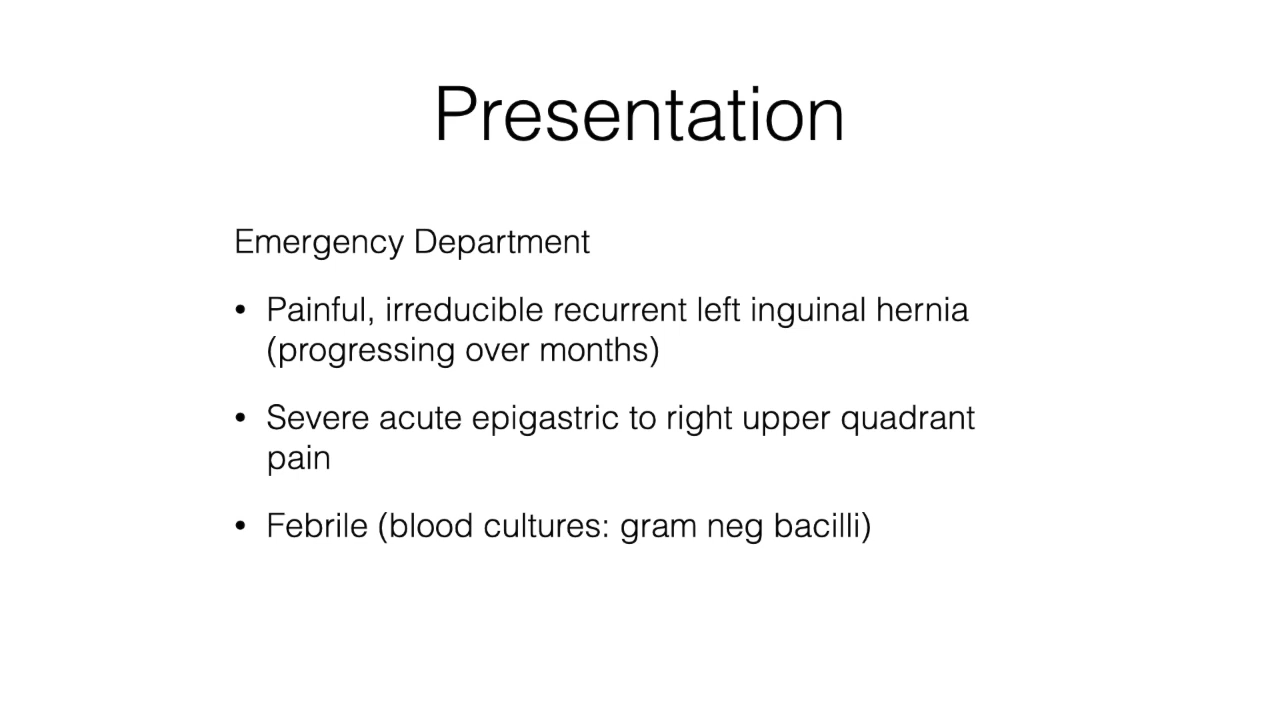 Presentation
Emergency Department
• Painful, irreducible recurrent left inguinal hernia
(progressing over months)
• Severe acute epigastric to right upper quadrant
pain
• Febrile (blood cultures: gram neg bacilli)